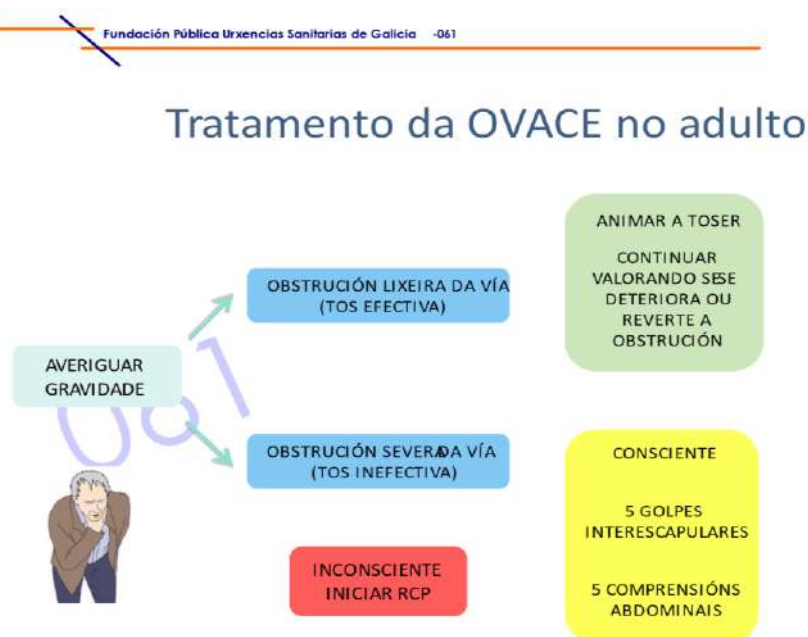 Fundación Pública Urxencias Sanitarias de Galicia -061
Tratamento da OVACE no adulto
AVERIGUAR
GRAVIDADE
OBSTRUCIÓN LIXEIRA DA VÍA
(TOS EFECTIVA)
ANIMAR A TOSER
CONTINUAR
VALORANDO SESE
DETERIORA OU
REVERTE A
OBSTRUCIÓN
OBSTRUCIÓN SEVERADA VÍA
(TOS INEFECTIVA)
CONSCIENTE
5 GOLPES
INTERESCAPULARES
5 COMPRENSIÓNS
ABDOMINAIS
INCONSCIENTE
INICIAR RCP
061